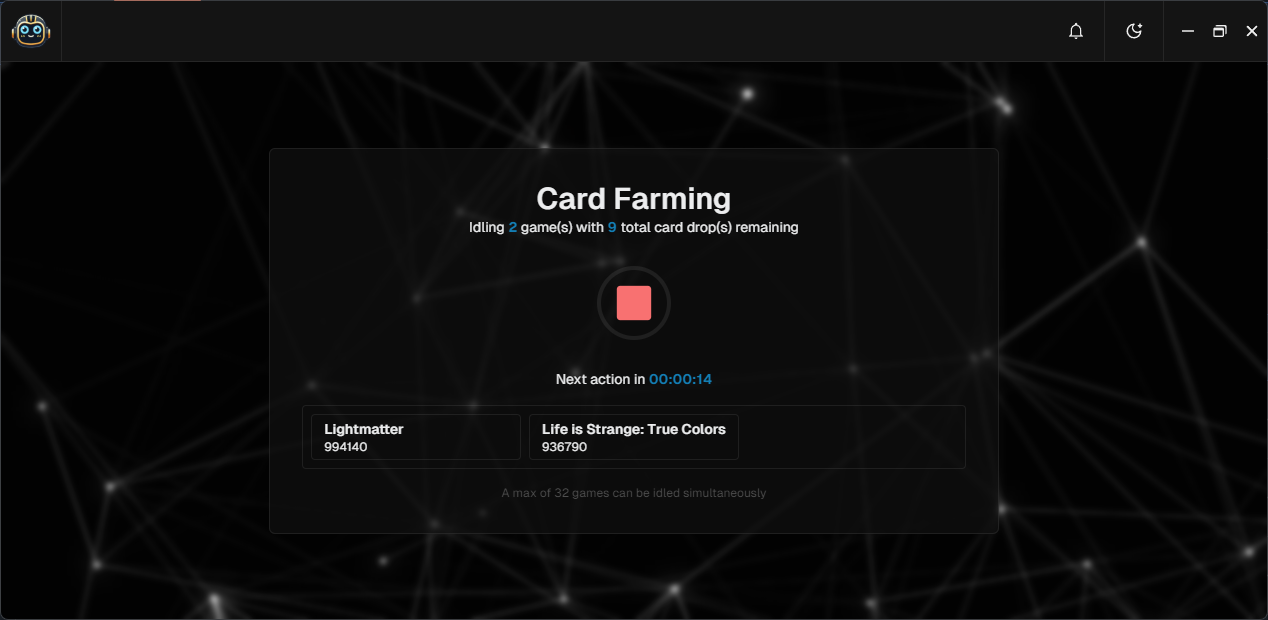 Card Farming
Idling 2 game(s) with 9 total card drop(s) remaining
Next action in 00:00:14
Lightmatter
994140
Life is Strange: True Colors
936790
A max of 32 games can be idled simultaneously